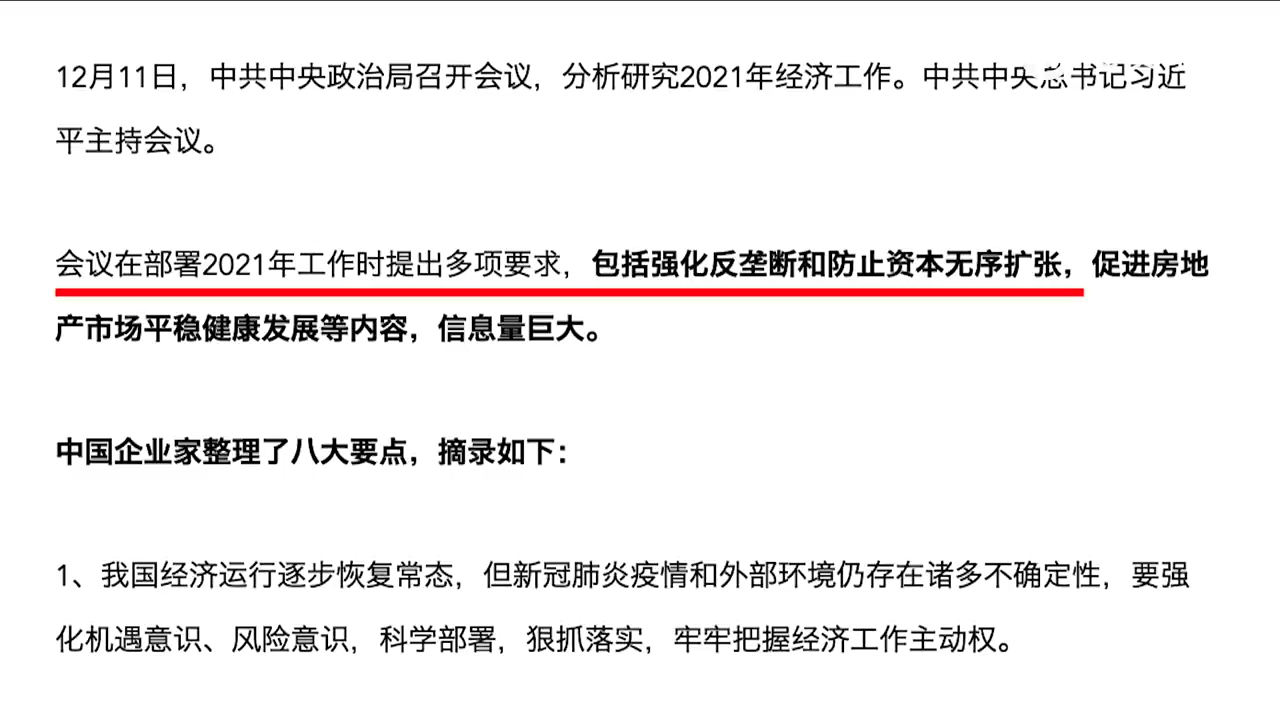 12月11日，中共中央政治局召开会议，分析研究2021年经济工作。中共中央总书记习近
平主持会议。
会议在部署2021年工作时提出多项要求，包括强化反垄断和防止资本无序扩张，促进房地
产市场平稳健康发展等内容，信息量巨大。
中国企业家整理了八大要点，摘录如下：
1、我国经济运行逐步恢复常态，但新冠肺炎疫情和外部环境仍存在诸多不确定性，要强
化机遇意识、风险意识，科学部署，狠抓落实，牢牢把握经济工作主动权。